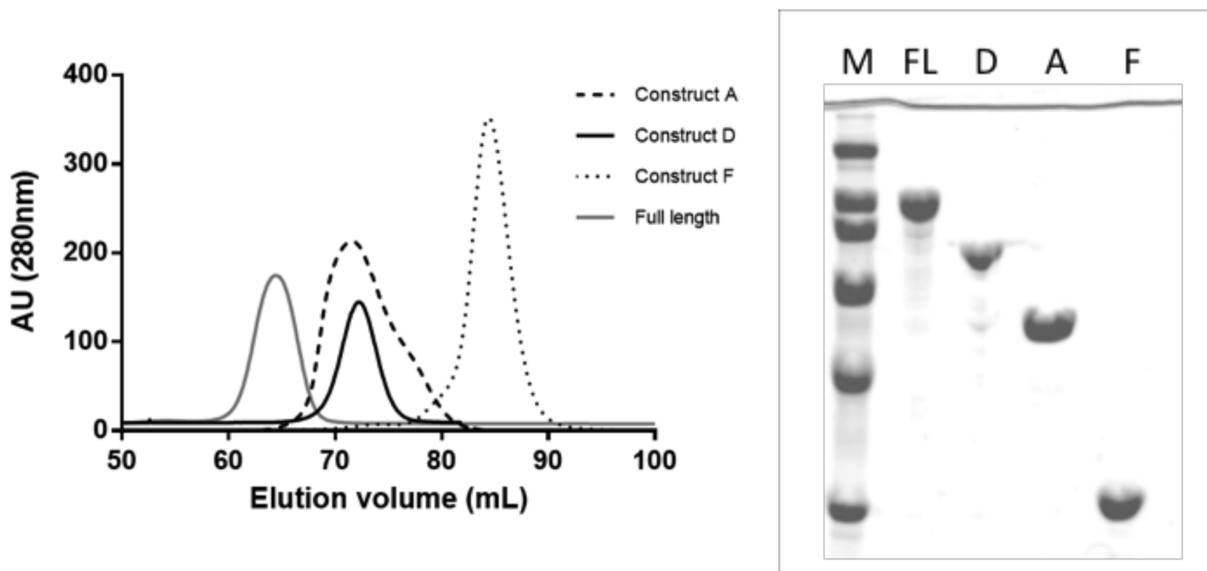 400
300
200
100
0
AU (280nm)
50 60 70 80 90 100
Elution volume (mL)
Construct A
Construct D
Construct F
Full length
M FL D A F